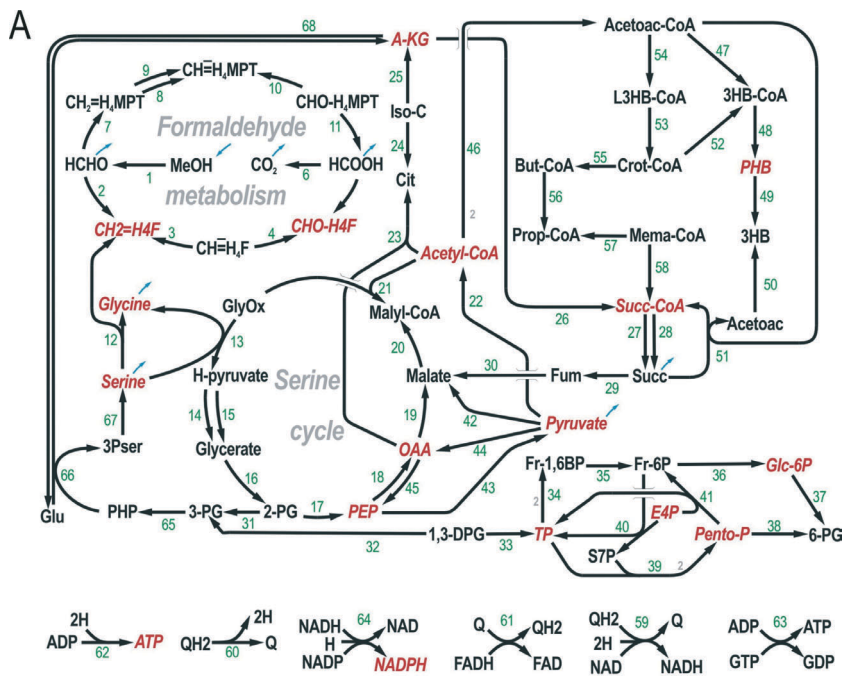 A
68
A-KG
Acetoac-CoA
9
CH=H4MPT
25
54
47
8
10
CH2=H4MPT
CHO-H4MPT
Iso-C
L3HB-CoA
3HB-CoA
7
Formaldehyde
11
24
46
53
52
48
HCHO
MeOH
CO2
HCOOH
But-CoA
55
Crot-CoA
PHB
1
6
Cit
2
metabolism
56
49
CH2=H4F
CHO-H4F
2
3
CH=H4F
4
23
Acetyl-CoA
Prop-CoA
57
Mema-CoA
3HB
58
50
Glycine
GlyOx
21
Malyl-CoA
22
26
Succ-CoA
Acetoac
12
13
20
27
28
51
Serine
H-pyruvate
Serine
Malate
30
Fum
29
Succ
67
14
15
cycle
19
42
Pyruvate
3Pser
Glycerate
OAA
44
66
16
18
45
43
Fr-1,6BP
35
Fr-6P
36
Glc-6P
Glu
PHP
65
3-PG
31
2-PG
17
PEP
2
34
41
37
32
1,3-DPG
33
TP
40
E4P
Pento-P
38
6-PG
S7P
39
2
2H
2H
NADH
64
NAD
Q
61
QH2
QH2
59
Q
ADP
63
ATP
ADP
62
ATP
QH2
60
Q
H
2H
NADP
NADPH
FADH
FAD
NAD
NADH
GTP
GDP